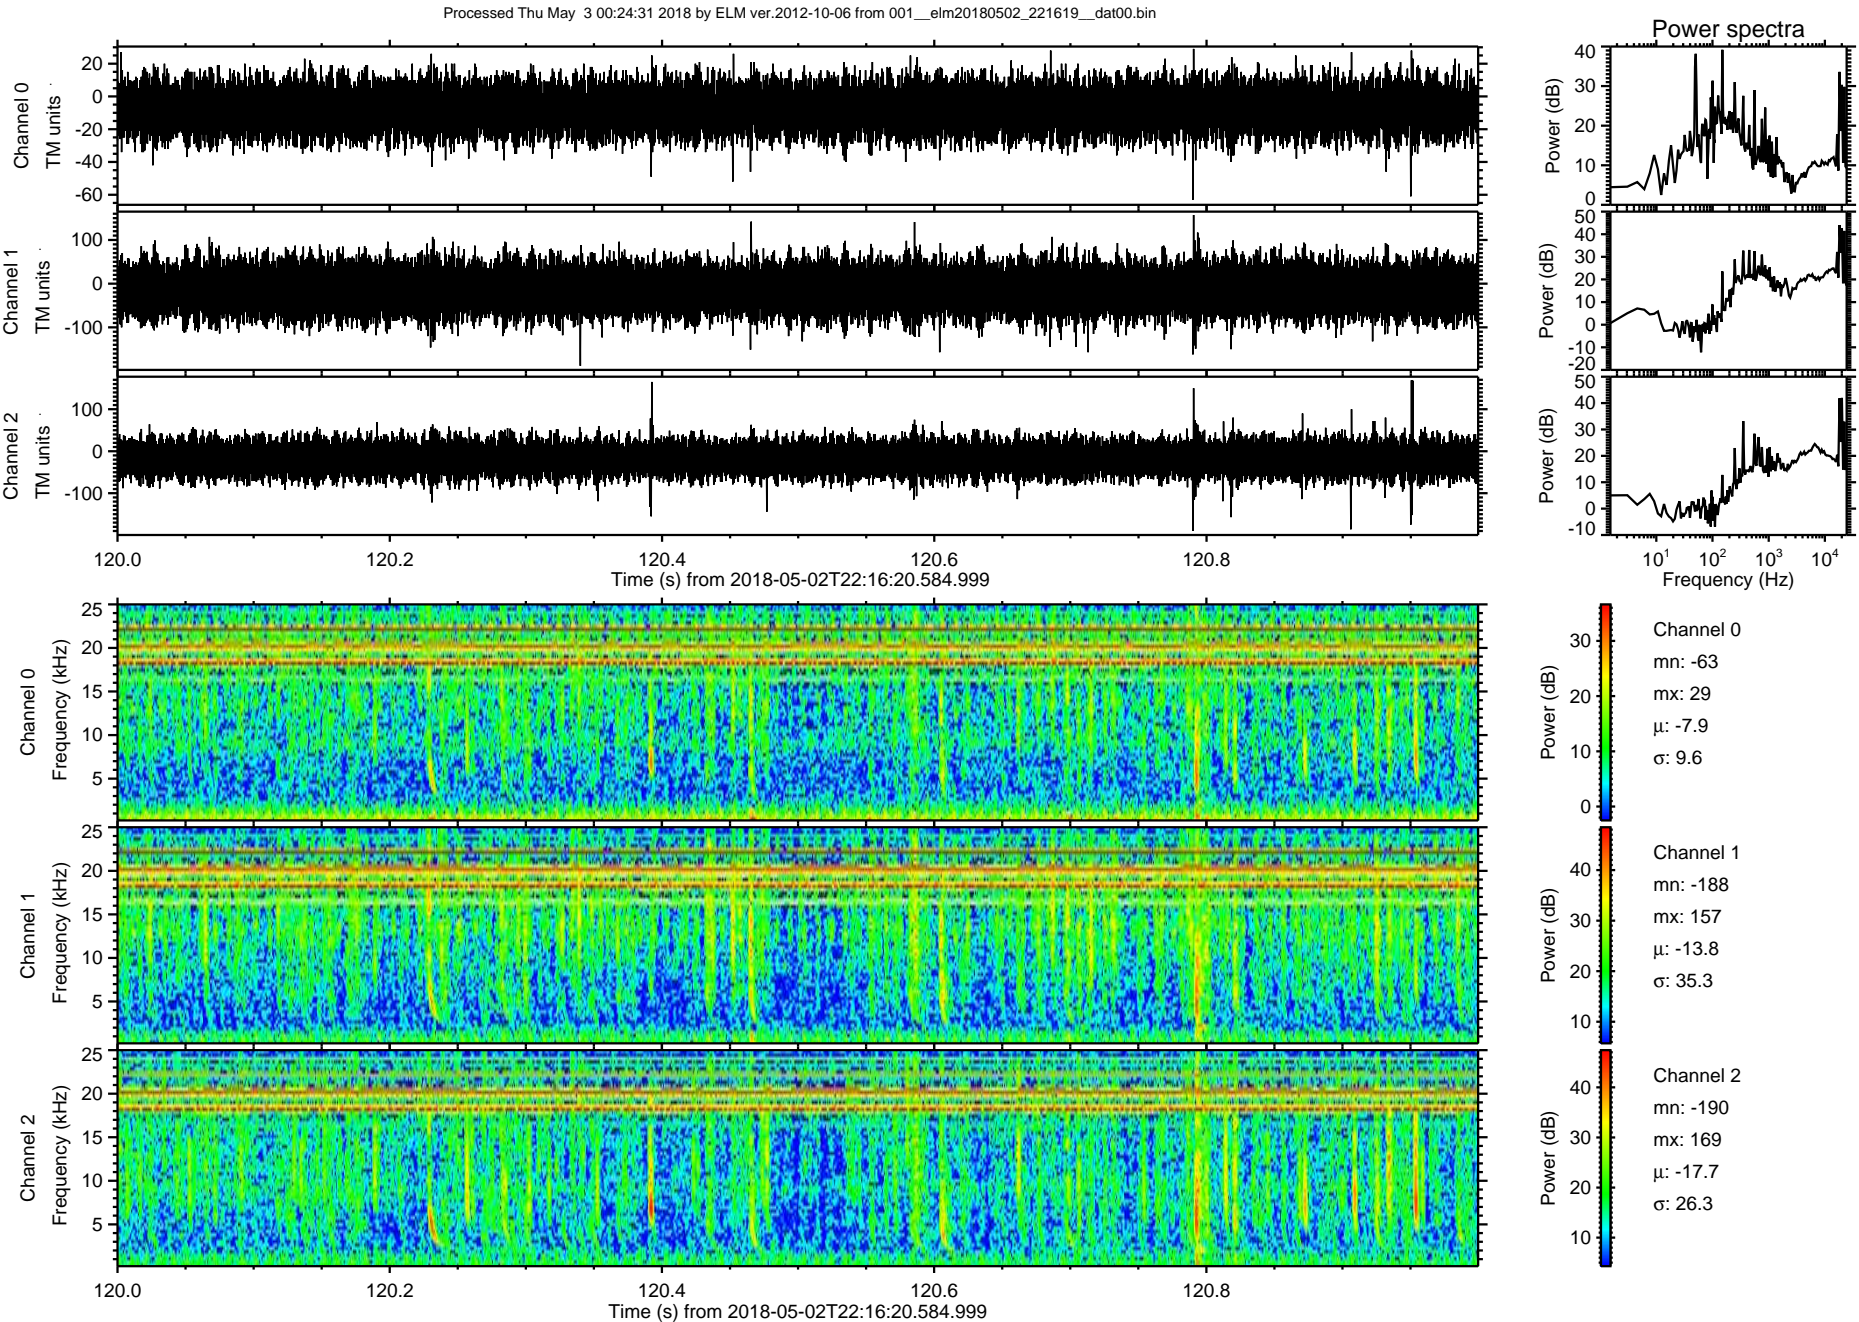 Processed Thu May  3 00:24:31 2018 by ELM ver.2012-10-06 from 001__elm20180502_221619__dat00.bin
Power spectra
Channel 0
TM units
20
0
-20
-40
-60
Power (dB)
40
30
20
10
0
Channel 1
TM units
100
0
-100
Power (dB)
50
40
30
20
10
0
-10
-20
Channel 2
TM units
100
0
-100
Power (dB)
50
40
30
20
10
0
-10
120.0 120.2 120.4 120.6 120.8
Time (s) from 2018-05-02T22:16:20.584.999
10^1 10^2 10^3 10^4
Frequency (Hz)
Channel 0
Frequency (kHz)
25
20
15
10
5
Power (dB)
30
20
10
0
Channel 0
mn: -63
mx: 29
μ: -7.9
σ: 9.6
Channel 1
Frequency (kHz)
25
20
15
10
5
Power (dB)
40
30
20
10
Channel 1
mn: -188
mx: 157
μ: -13.8
σ: 35.3
Channel 2
Frequency (kHz)
25
20
15
10
5
Power (dB)
40
30
20
10
Channel 2
mn: -190
mx: 169
μ: -17.7
σ: 26.3
120.0 120.2 120.4 120.6 120.8
Time (s) from 2018-05-02T22:16:20.584.999